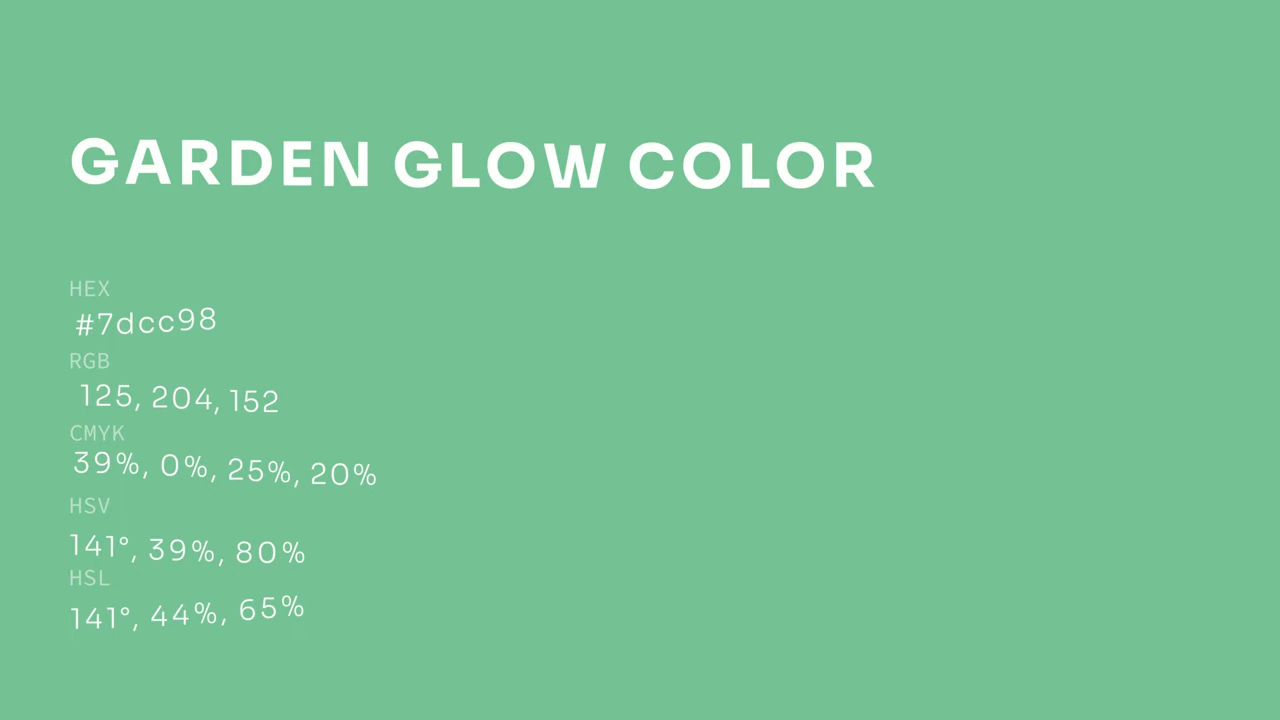 GARDEN GLOW COLOR
HEX
#7dcc98
RGB
125, 204, 152
CMYK
39%, 0%, 25%, 20%
HSV
141°, 39%, 80%
HSL
141°, 44%, 65%